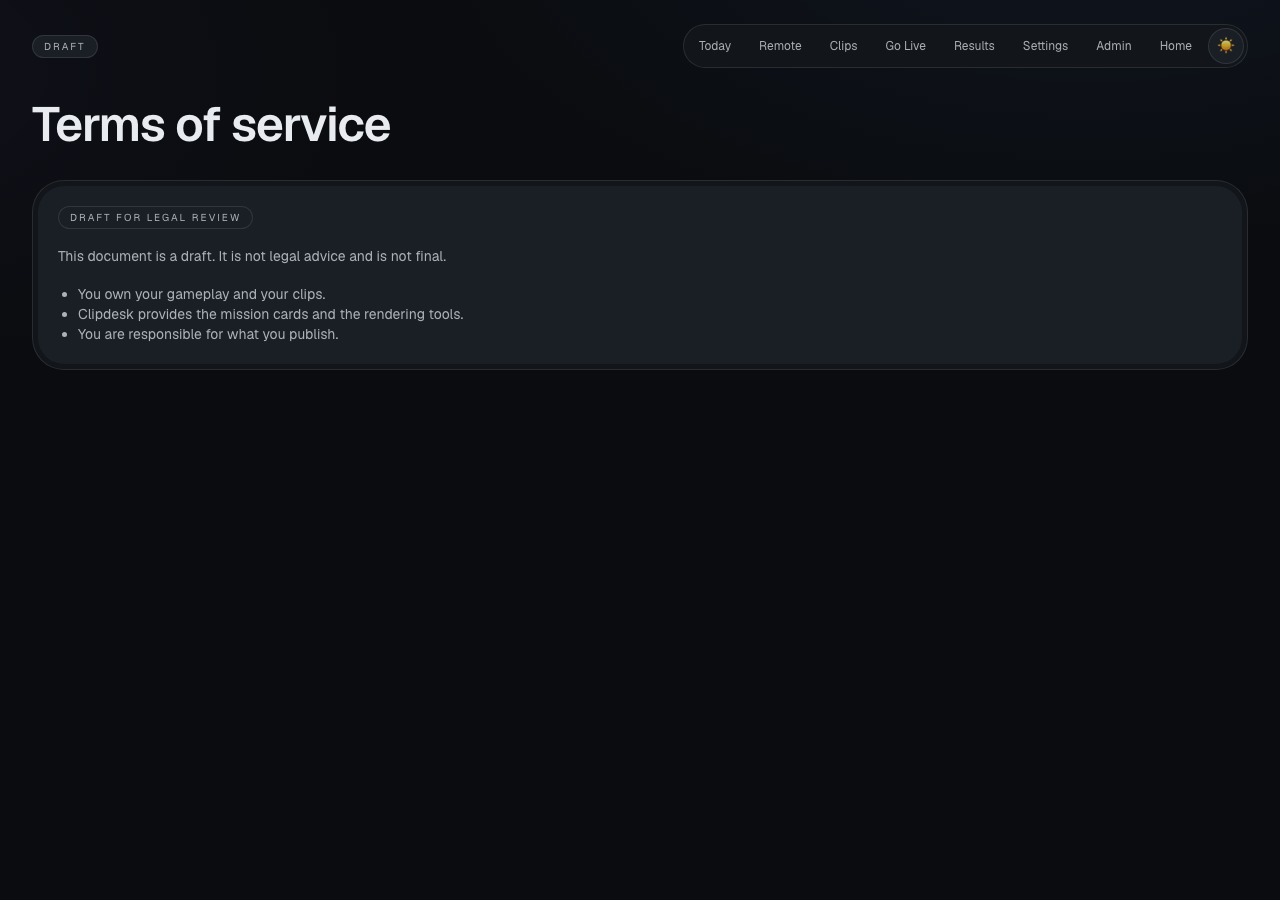 DRAFT
Today Remote Clips Go Live Results Settings Admin Home
Terms of service
DRAFT FOR LEGAL REVIEW
This document is a draft. It is not legal advice and is not final.
You own your gameplay and your clips.
Clipdesk provides the mission cards and the rendering tools.
You are responsible for what you publish.